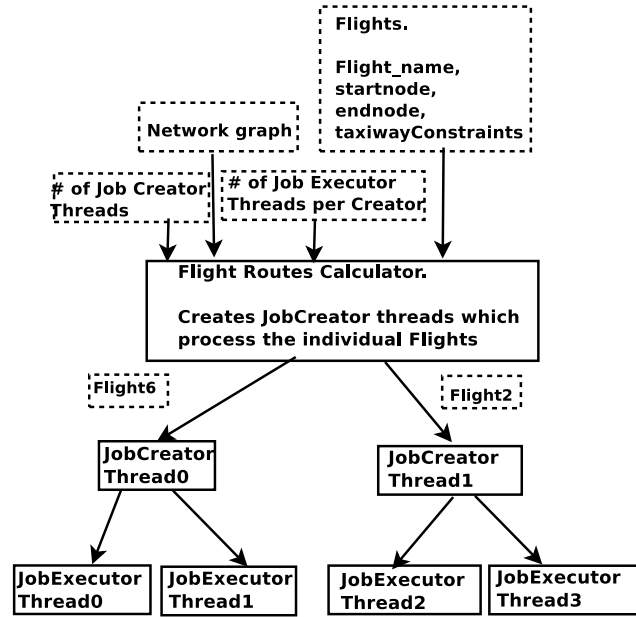 Flights.
Flight_name,
startnode,
endnode,
taxiwayConstraints
Network graph
# of Job Creator
Threads
# of Job Executor
Threads per Creator
Flight Routes Calculator.
Creates JobCreator threads which
process the individual Flights
Flight6
Flight2
JobCreator
Thread0
JobCreator
Thread1
JobExecutor
Thread0
JobExecutor
Thread1
JobExecutor
Thread2
JobExecutor
Thread3